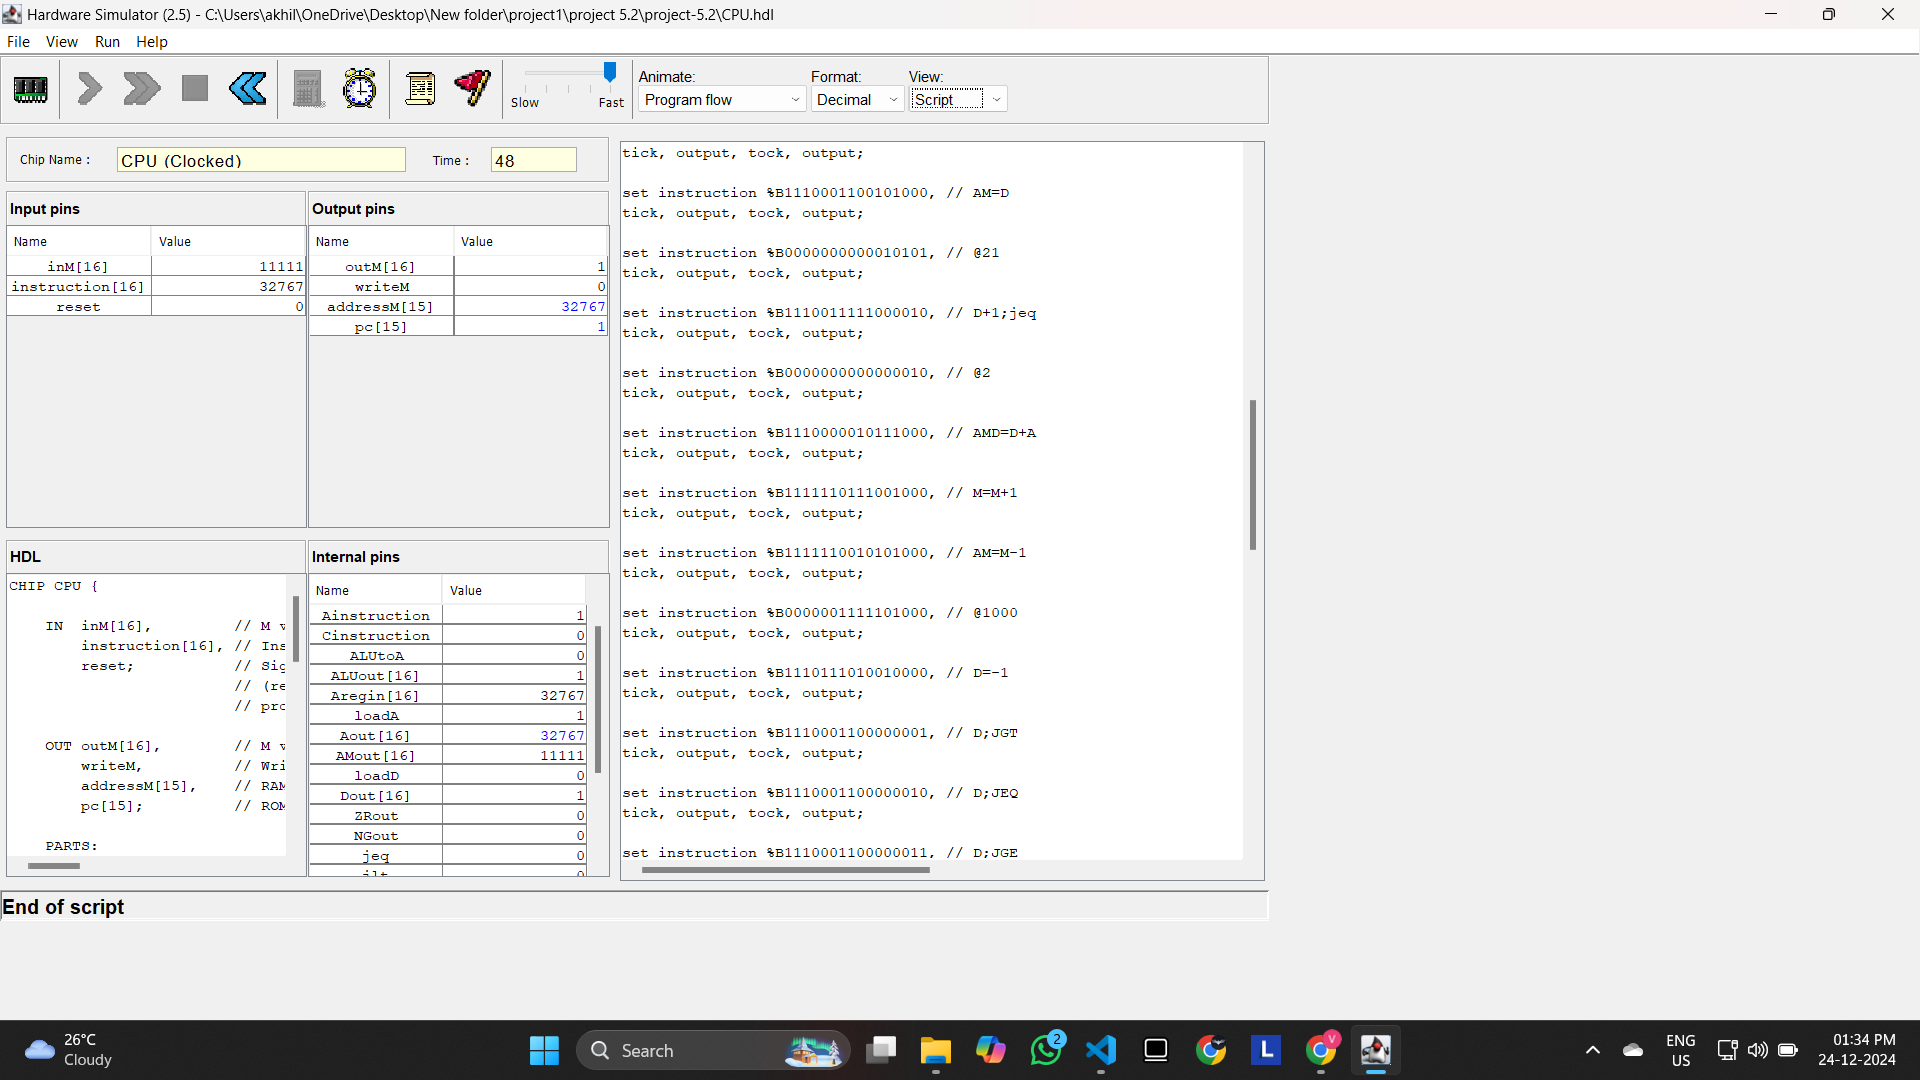 Hardware Simulator (2.5) - C:\Users\akhil\OneDrive\Desktop\New folder\project1\project 5.2\project-5.2\CPU.hdl
File View Run Help
Slow Fast
Animate: Format: View:
Program flow Decimal Script
Chip Name : CPU (Clocked) Time : 48
Input pins
Name Value
inM[16] 11111
instruction[16] 32767
reset 0
Output pins
Name Value
outM[16] 1
writeM 0
addressM[15] 32767
pc[15] 1
HDL
CHIP CPU {
IN inM[16], // M v
instruction[16], // Ins
reset; // Sig
// (re
// pro
OUT outM[16], // M v
writeM, // Wri
addressM[15], // RAM
pc[15]; // ROM
PARTS:
Internal pins
Name Value
Ainstruction 1
Cinstruction 0
ALUtoA 0
ALUout[16] 1
Aregin[16] 32767
loadA 1
Aout[16] 32767
AMout[16] 11111
loadD 0
Dout[16] 1
ZRout 0
NGout 0
jeq 0
jlt 0
tick, output, tock, output;
set instruction %B1110001100101000, // AM=D
tick, output, tock, output;
set instruction %B0000000000010101, // @21
tick, output, tock, output;
set instruction %B1110011111000010, // D+1;jeq
tick, output, tock, output;
set instruction %B0000000000000010, // @2
tick, output, tock, output;
set instruction %B1110000010111000, // AMD=D+A
tick, output, tock, output;
set instruction %B1111110111001000, // M=M+1
tick, output, tock, output;
set instruction %B1111110010101000, // AM=M-1
tick, output, tock, output;
set instruction %B0000001111101000, // @1000
tick, output, tock, output;
set instruction %B1110111010010000, // D=-1
tick, output, tock, output;
set instruction %B1110001100000001, // D;JGT
tick, output, tock, output;
set instruction %B1110001100000010, // D;JEQ
tick, output, tock, output;
set instruction %B1110001100000011, // D;JGE
End of script
26°C
Cloudy
Search
2
L
V
ENG
US
01:34 PM
24-12-2024